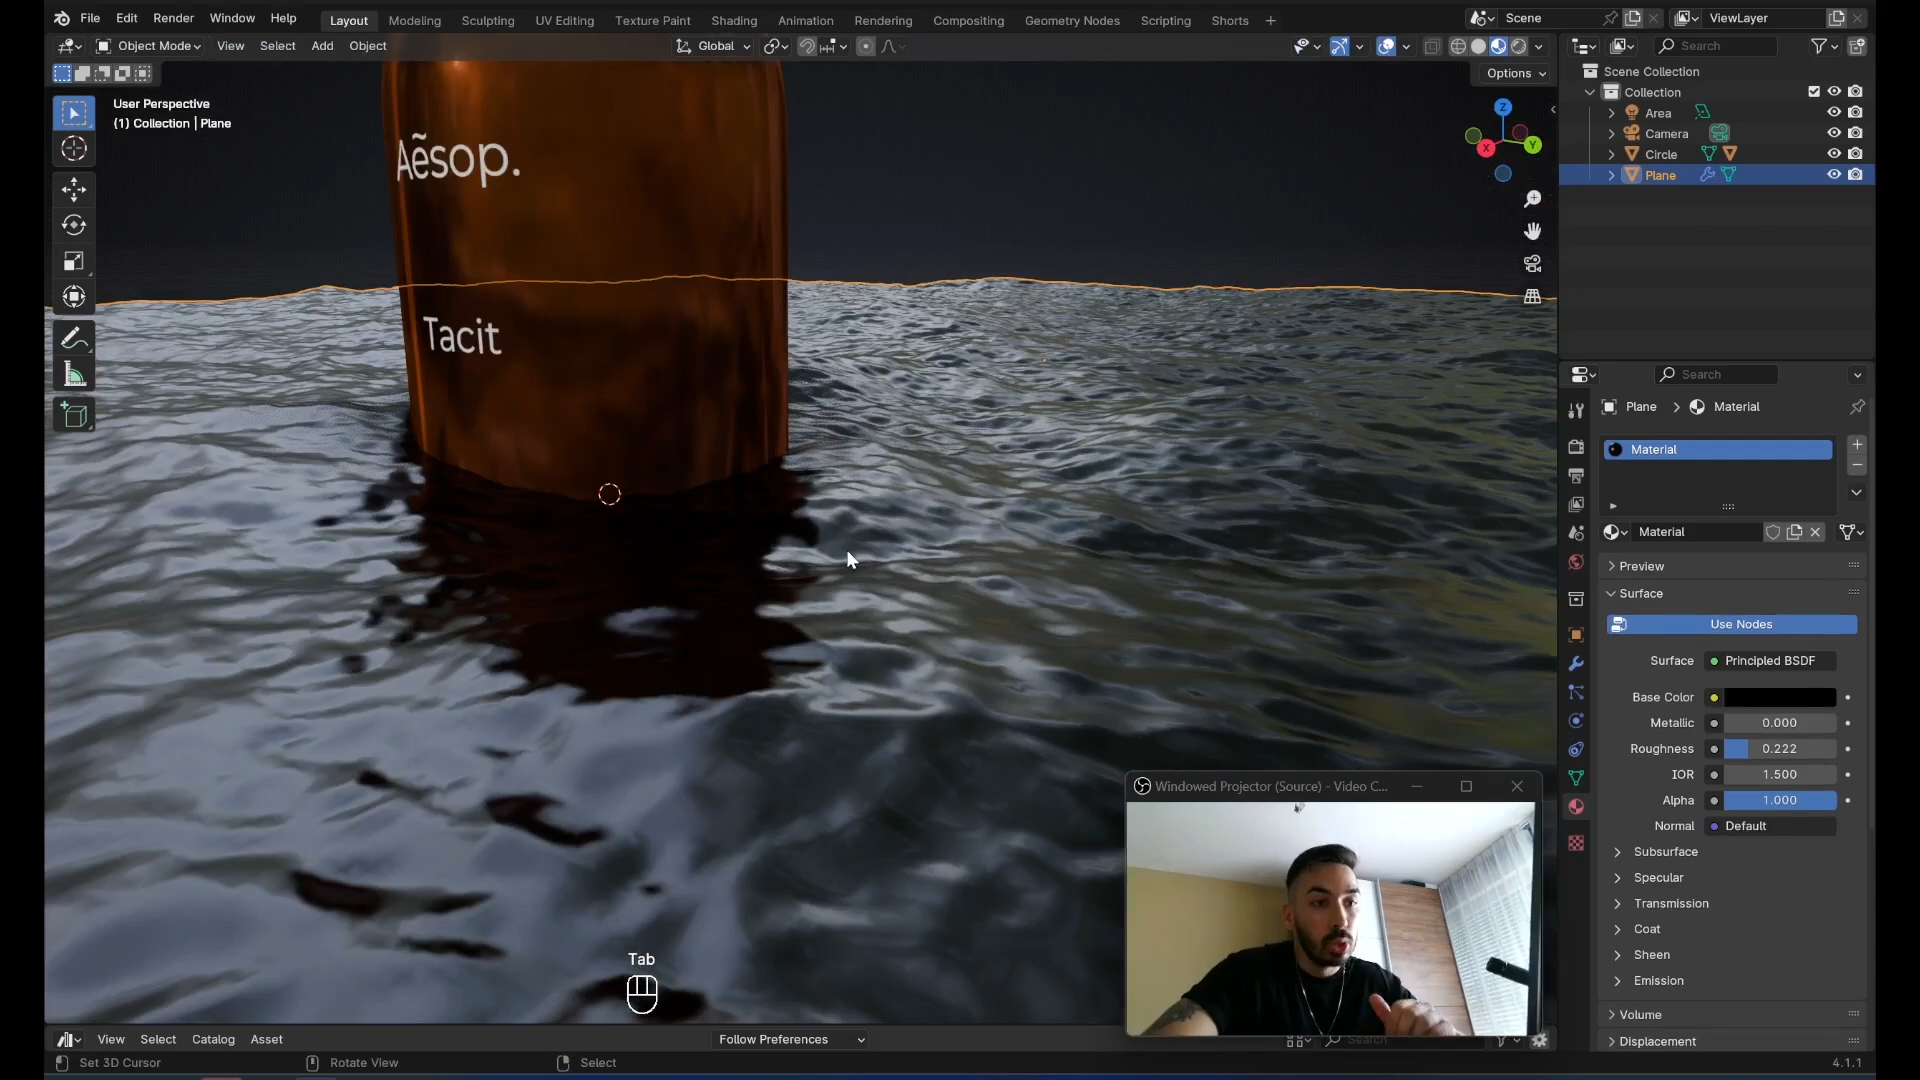 File Edit Render Window Help
Layout Modeling Sculpting UV Editing Texture Paint Shading Animation Rendering Compositing Geometry Nodes Scripting Shorts +
Scene
ViewLayer
Object Mode View Select Add Object
Global
Search
Options
Scene Collection
Collection
Area
Camera
Circle
Plane
User Perspective
(1) Collection | Plane
Z
X
Y
Aēsop.
Tacit
Search
Plane > Material
Material
Material
Preview
Surface
Use Nodes
Surface Principled BSDF
Base Color
Metallic 0.000
Roughness 0.222
IOR 1.500
Alpha 1.000
Normal Default
Subsurface
Specular
Transmission
Coat
Sheen
Emission
Volume
Displacement
Windowed Projector (Source) - Video C...
Tab
View Select Catalog Asset
Follow Preferences
Search
Set 3D Cursor
Rotate View
Select
4.1.1